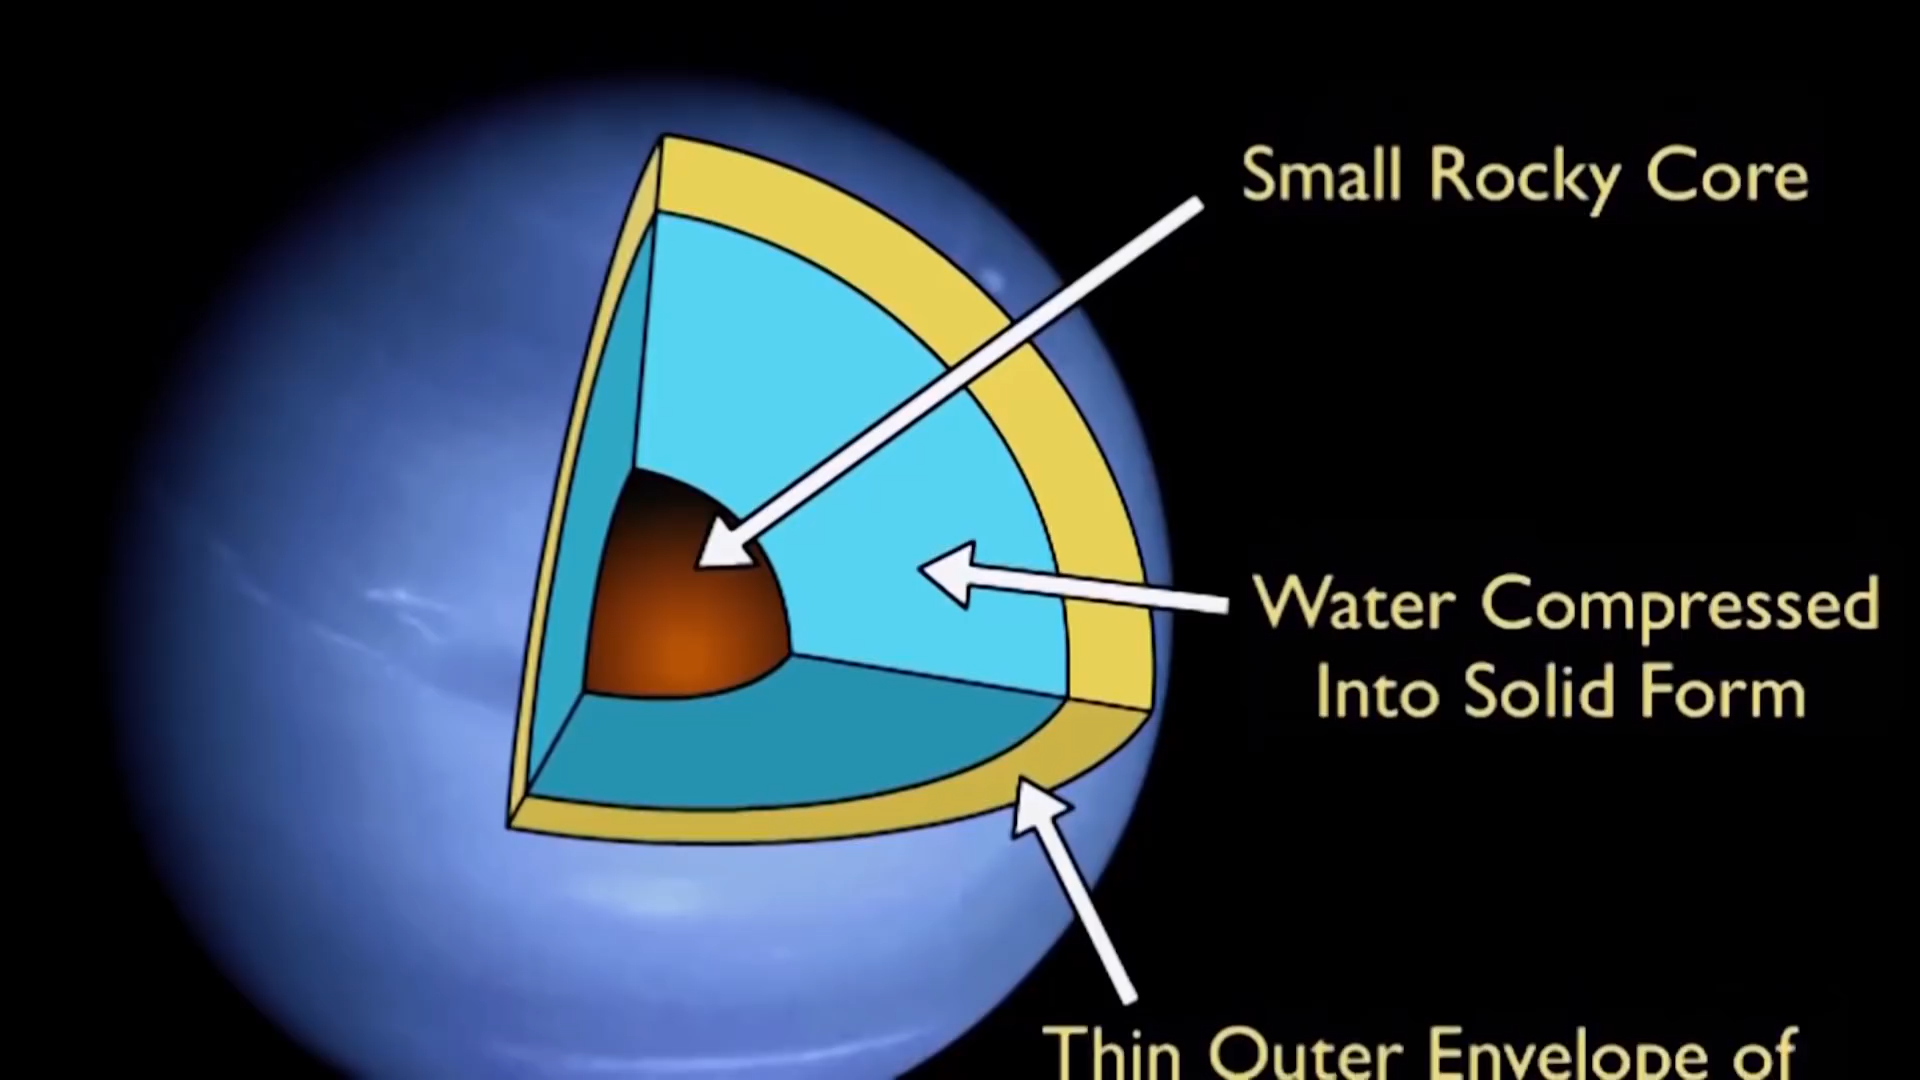 Small Rocky Core
Water Compressed
Into Solid Form
Thin Outer Envelope of